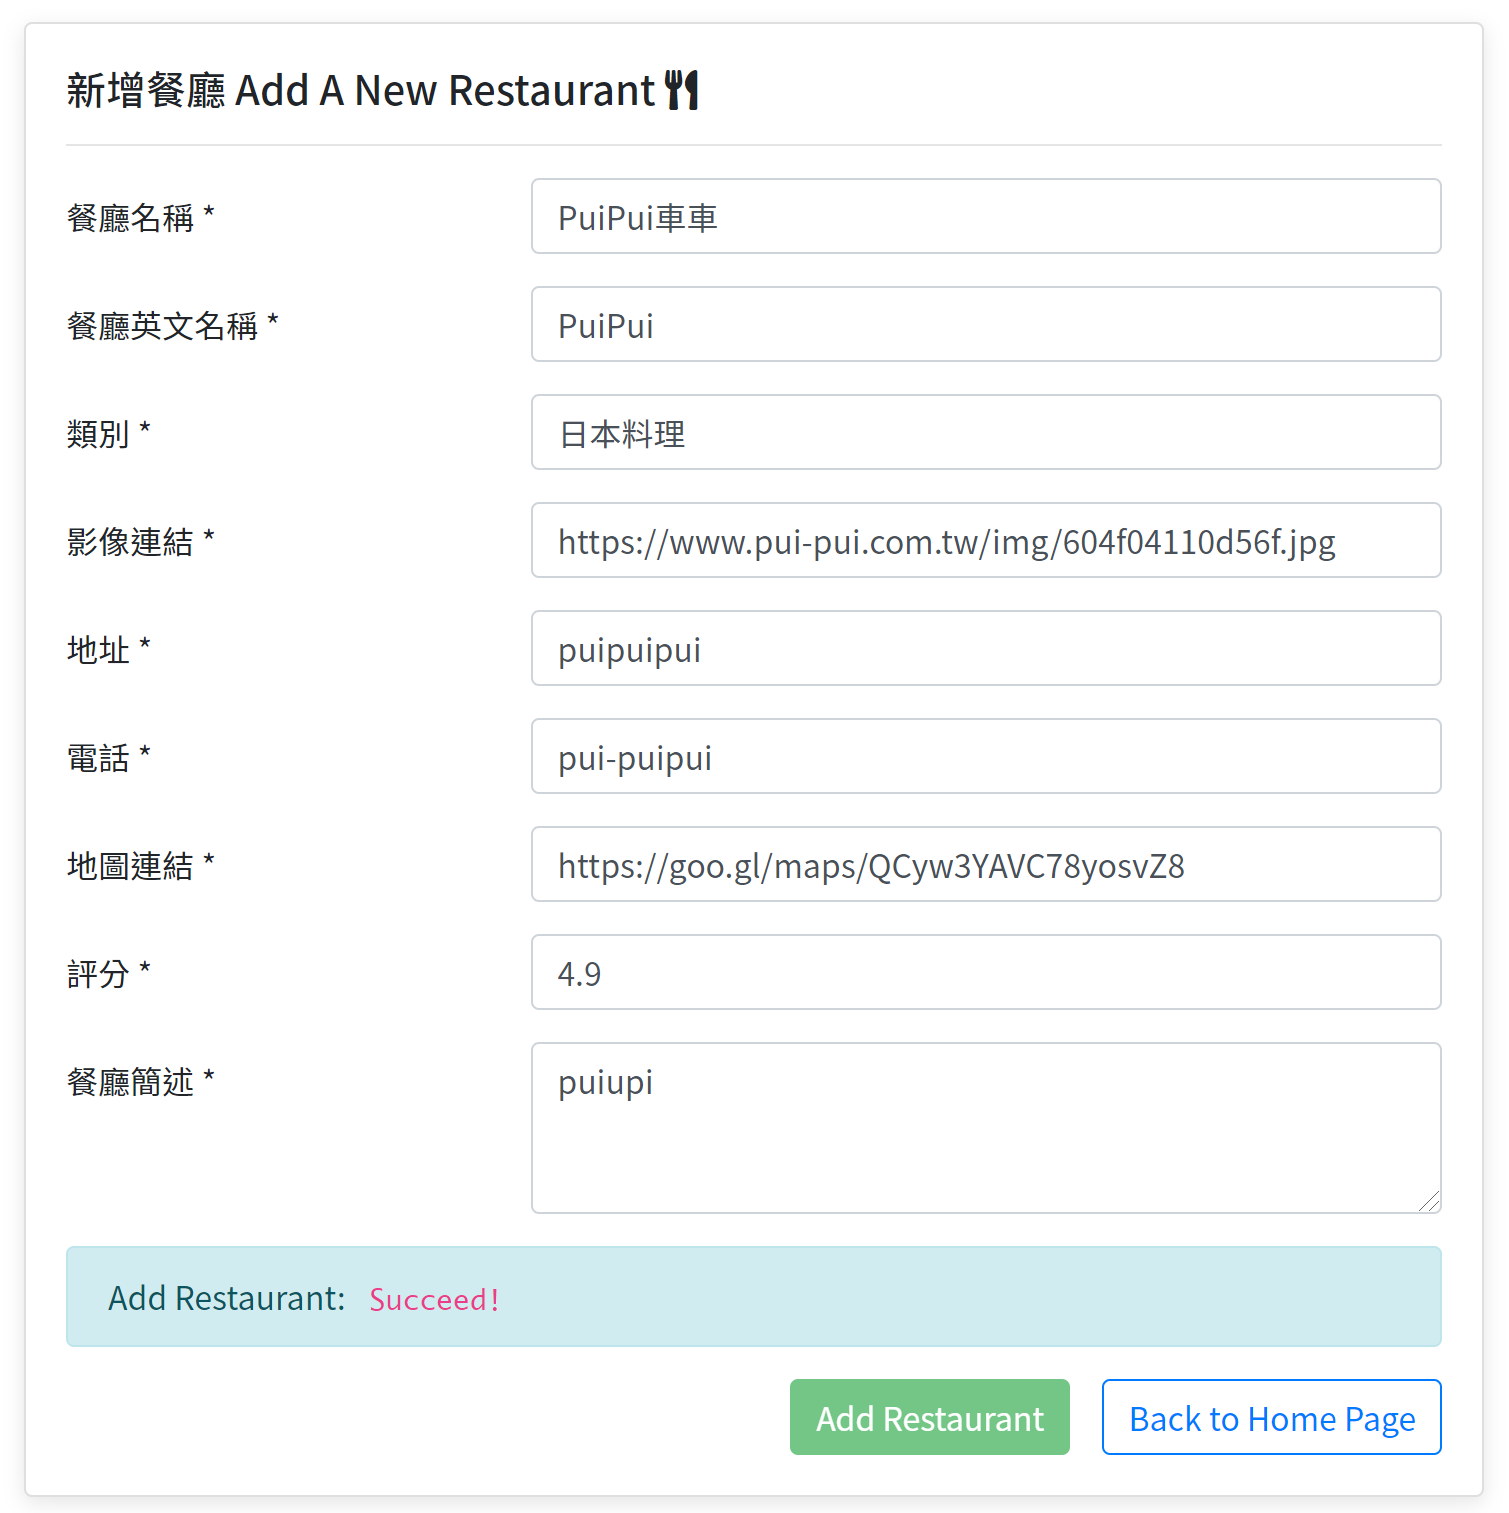 新增餐廳 Add A New Restaurant
餐廳名稱 *
PuiPui車車
餐廳英文名稱 *
PuiPui
類別 *
日本料理
影像連結 *
https://www.pui-pui.com.tw/img/604f04110d56f.jpg
地址 *
puipuipui
電話 *
pui-puipui
地圖連結 *
https://goo.gl/maps/QCyw3YAVC78yosvZ8
評分 *
4.9
餐廳簡述 *
puiupi
Add Restaurant: Succeed!
Add Restaurant
Back to Home Page